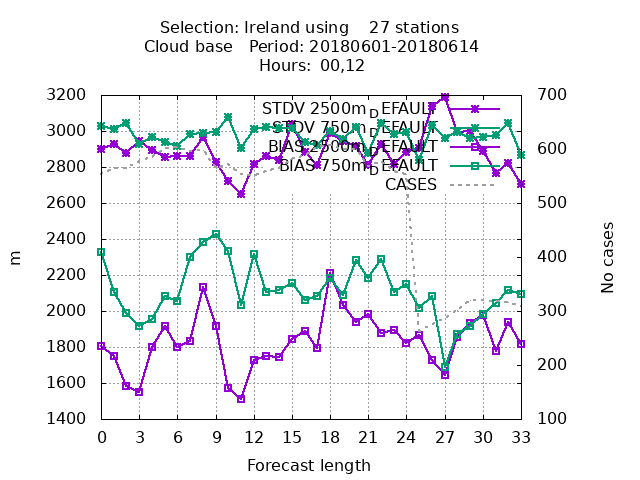 Selection: Ireland using 27 stations
Cloud base Period: 20180601-20180614
Hours: 00,12
3200 700
STDV 2500m_DEFAULT
STDV 750m_DEFAULT
3000 600
BIAS 2500m_DEFAULT
BIAS 750m_DEFAULT
2800
CASES
2600 500
2400 400
2200
2000 300
1800 200
1600
1400 100
m
No cases
0 3 6 9 12 15 18 21 24 27 30 33
Forecast length